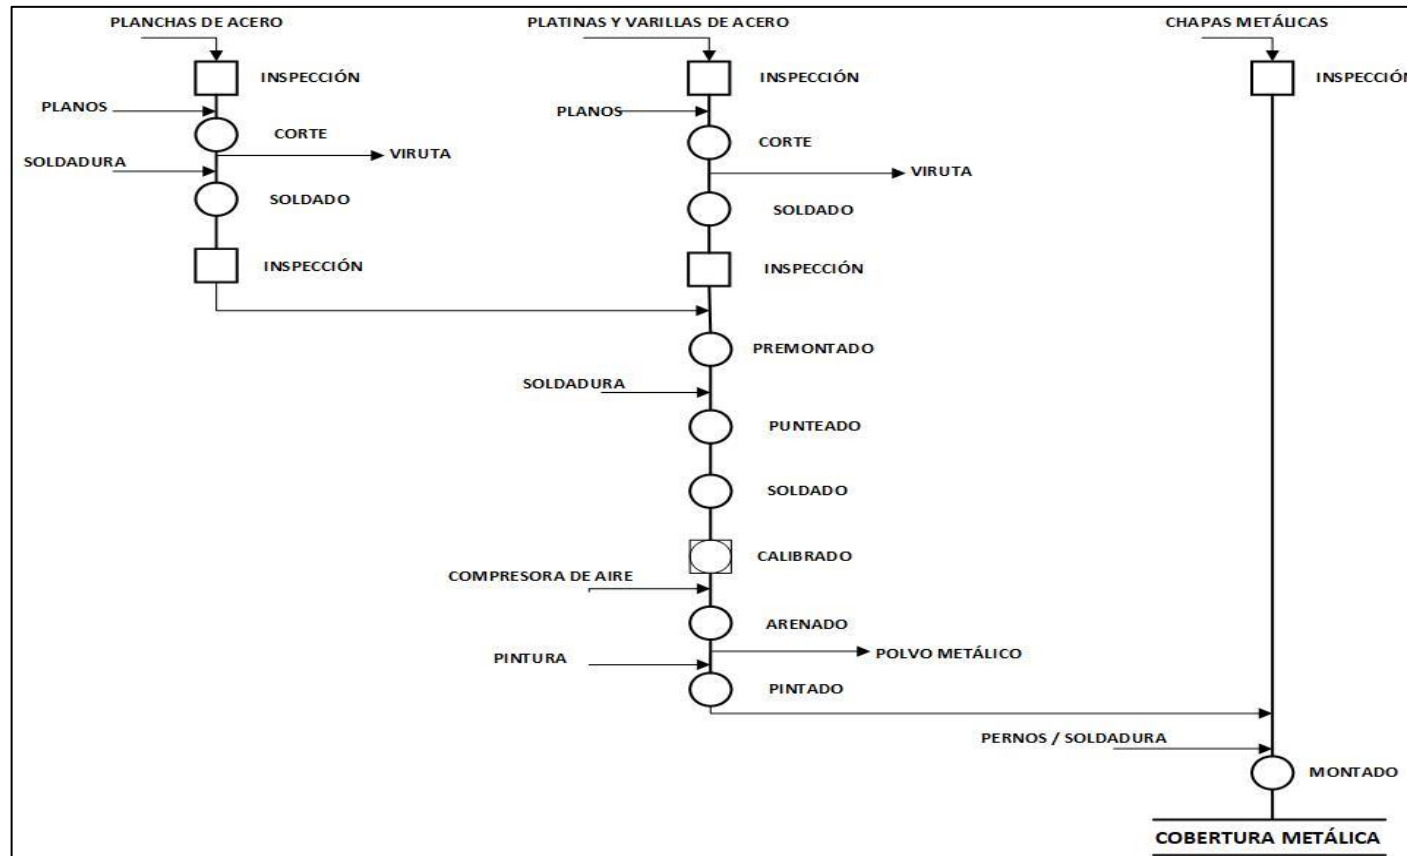 PLANCHAS DE ACERO
PLATINAS Y VARILLAS DE ACERO
CHAPAS METÁLICAS
INSPECCIÓN
INSPECCIÓN
INSPECCIÓN
PLANOS
PLANOS
CORTE
CORTE
VIRUTA
SOLDADURA
VIRUTA
SOLDADO
SOLDADO
INSPECCIÓN
INSPECCIÓN
PREMONTADO
SOLDADURA
PUNTEADO
SOLDADO
CALIBRADO
COMPRESORA DE AIRE
ARENADO
POLVO METÁLICO
PINTURA
PINTADO
PERNOS / SOLDADURA
MONTADO
COBERTURA METÁLICA